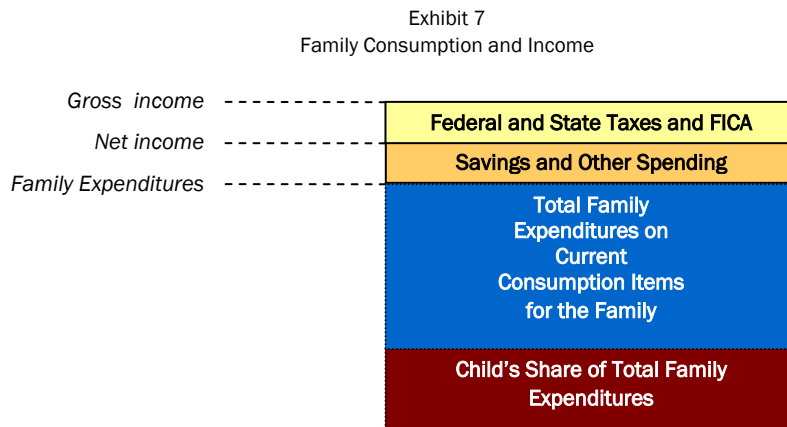 Exhibit 7
Family Consumption and Income
Gross income
Federal and State Taxes and FICA
Net income
Savings and Other Spending
Family Expenditures
Total Family
Expenditures on
Current
Consumption Items
for the Family
Child's Share of Total Family
Expenditures